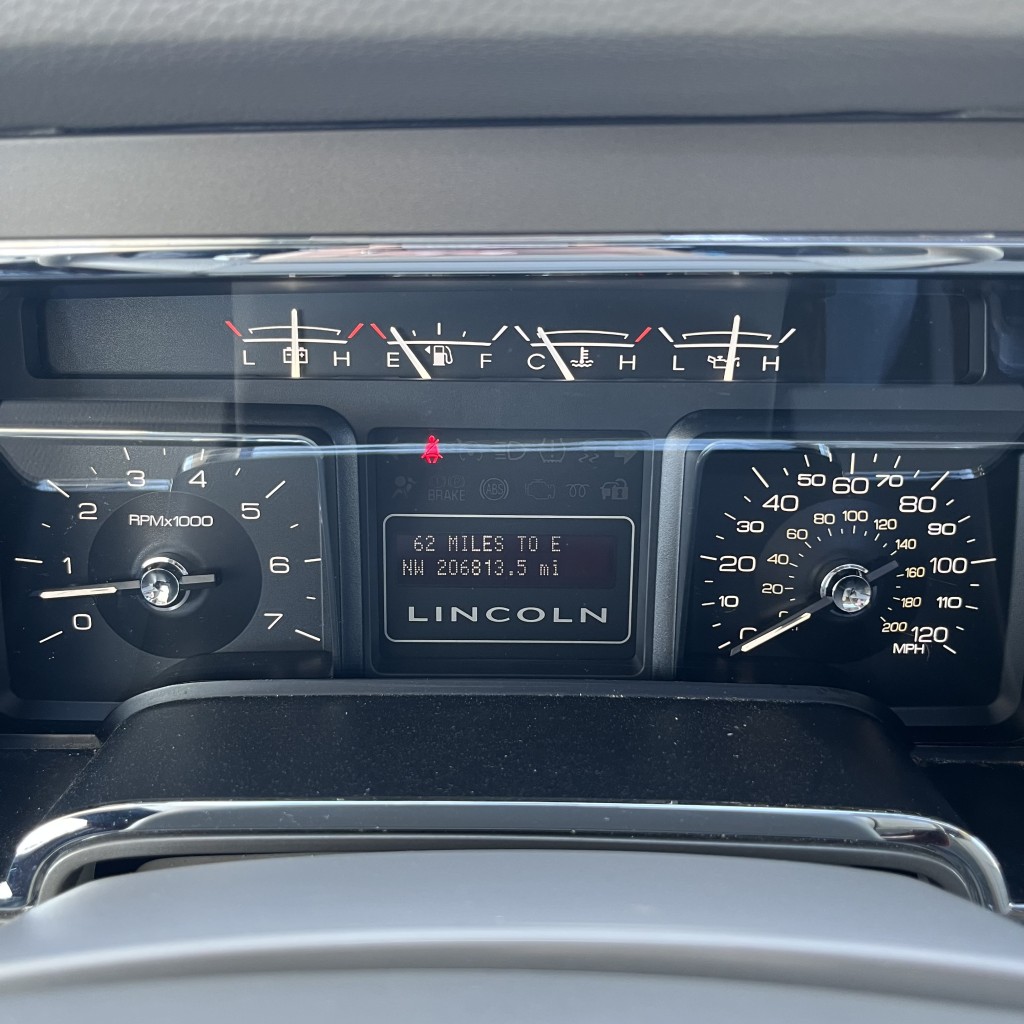 L H E F C H L H
0 1 2 3 4 5 6 7
RPMx1000
BRAKE
ABS
62 MILES TO E
NW 206813.5 mi
LINCOLN
10 20 30 40 50 60 70 80 90 100 110 120
MPH
20 40 60 80 100 120 140 160 180 200